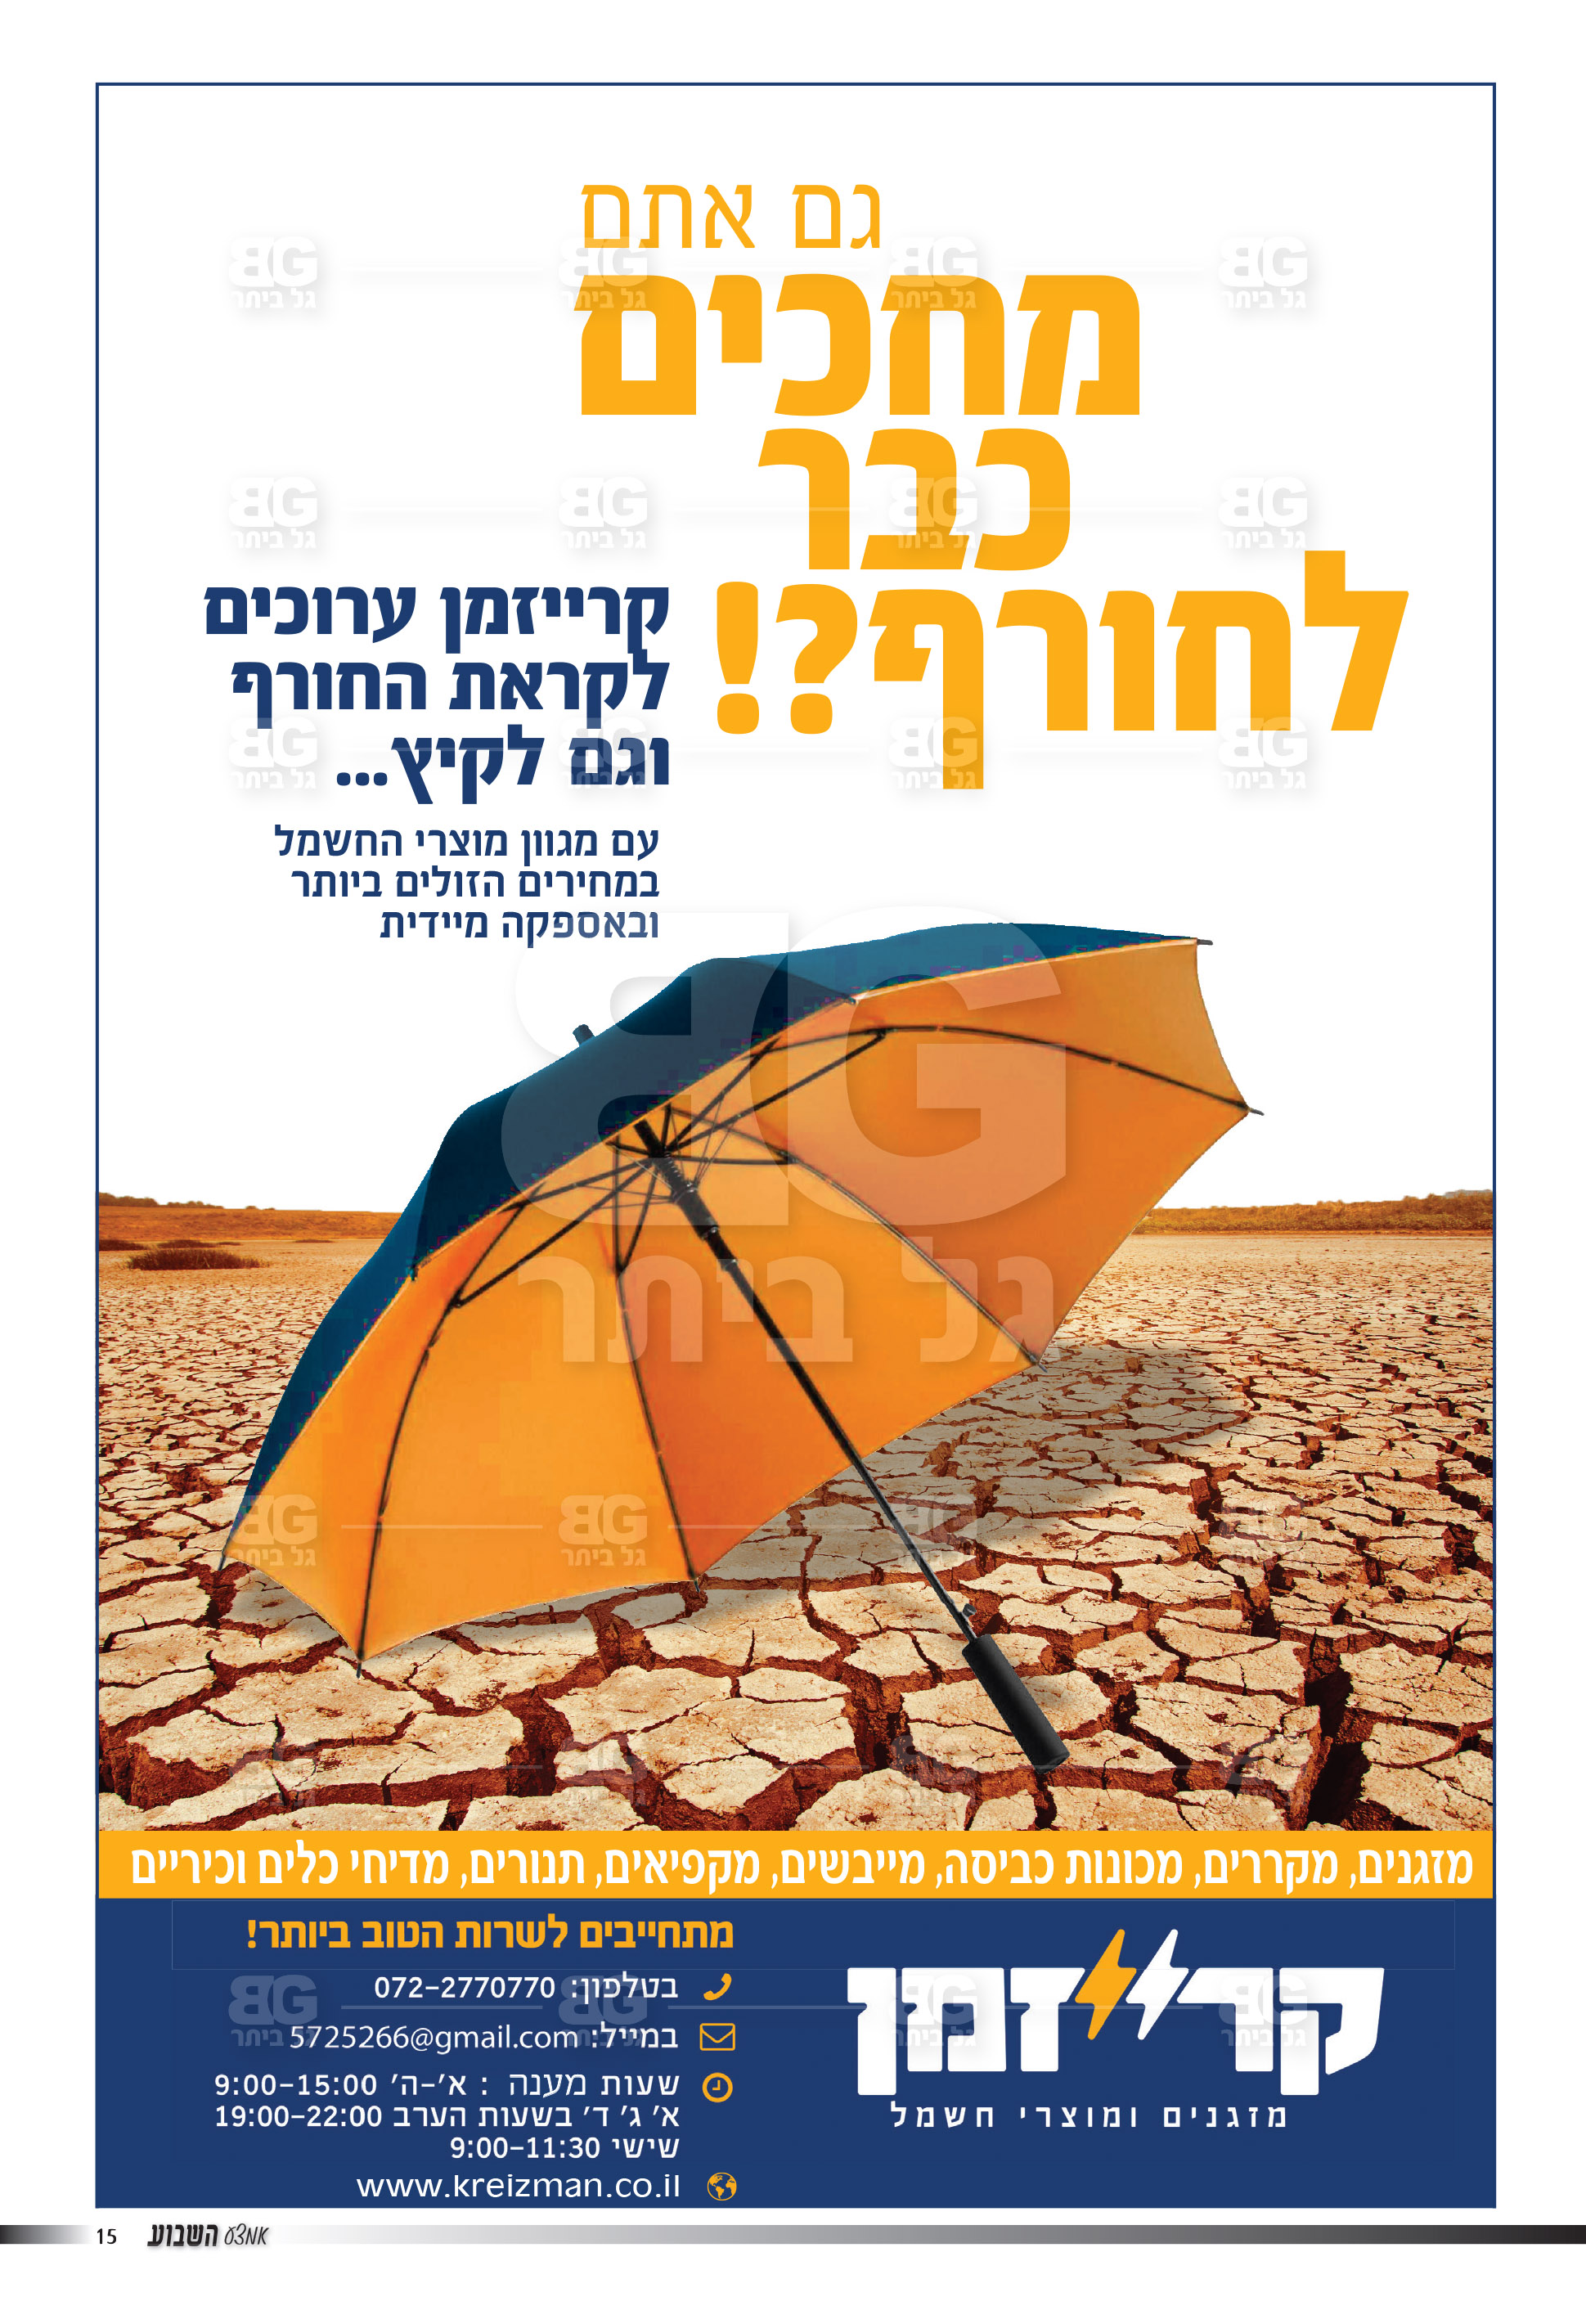 גם אתם
מחכים
כבר
לחורף?!
קרייזמן ערוכים
לקראת החורף
וגם לקיץ...
עם מגוון מוצרי החשמל
במחירים הזולים ביותר
ובאספקה מיידית
BG
גל ביתר
מזגנים, מקררים, מכונות כביסה, מייבשים, מקפיאים, תנורים, מדיחי כלים וכיריים
קרייזמן
מזגנים ומוצרי חשמל
מתחייבים לשרות הטוב ביותר!
בטלפון: 072-2770770
במייל: 5725266@gmail.com
שעות מענה : א'-ה' 9:00-15:00
א' ג' ד' בשעות הערב 19:00-22:00
שישי 9:00-11:30
www.kreizman.co.il
אמצע השבוע 15